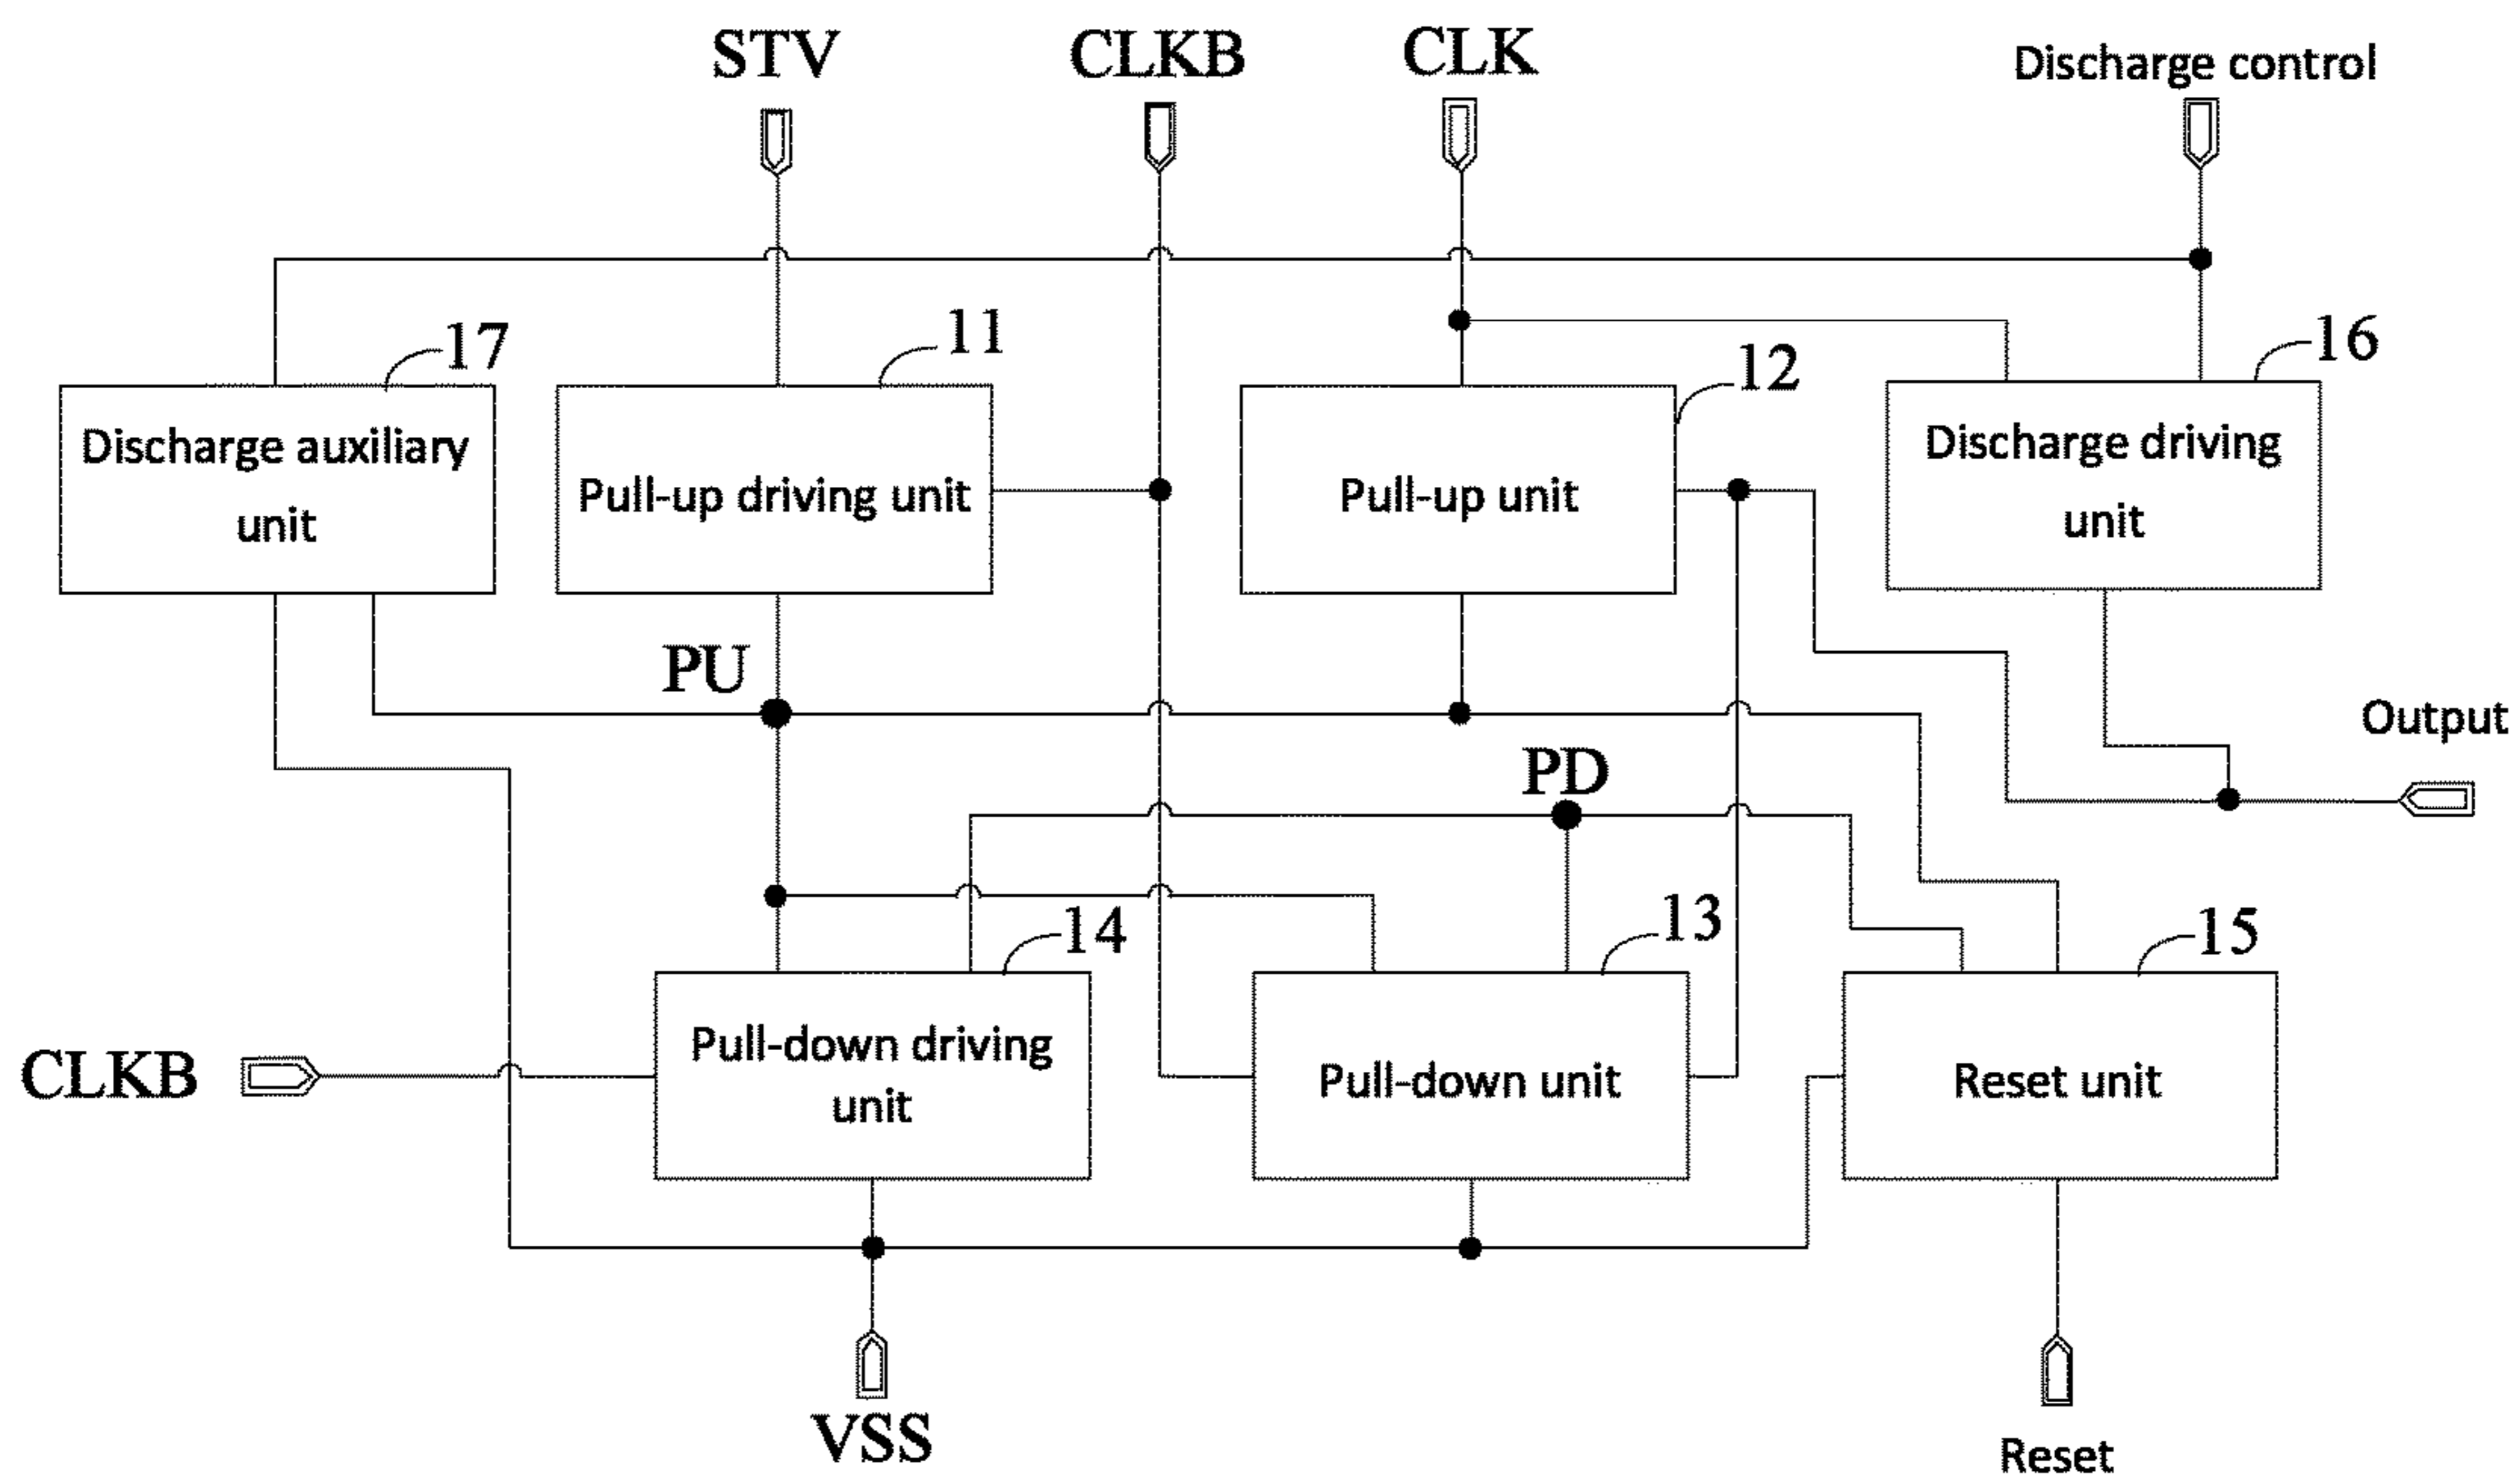 STV
CLKB
CLK
Discharge control
17
11
12
16
Discharge auxiliary
unit
Pull-up driving unit
Pull-up unit
Discharge driving
unit
PU
Output
PD
14
13
15
CLKB
Pull-down driving
unit
Pull-down unit
Reset unit
VSS
Reset